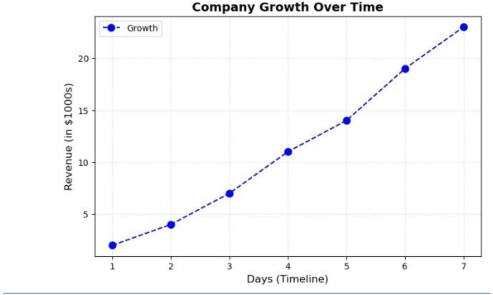 Company Growth Over Time
Growth
Revenue (in $1000s)
20
15
10
5
1 2 3 4 5 6 7
Days (Timeline)